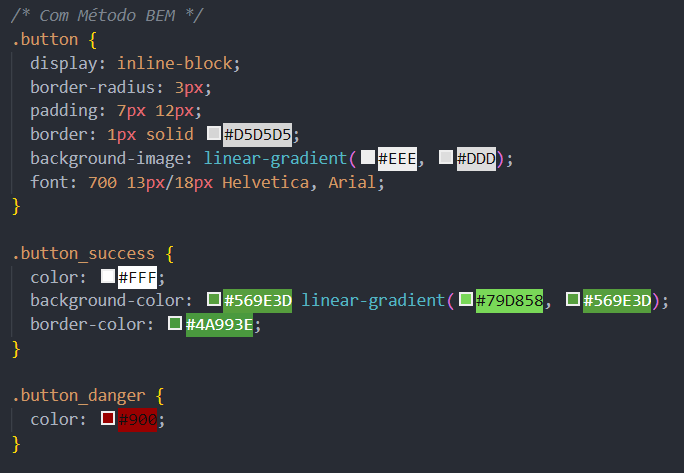 /* Com Método BEM */
.button {
  display: inline-block;
  border-radius: 3px;
  padding: 7px 12px;
  border: 1px solid #D5D5D5;
  background-image: linear-gradient(#EEE, #DDD);
  font: 700 13px/18px Helvetica, Arial;
}

.button_success {
  color: #FFF;
  background-color: #569E3D linear-gradient(#79D858, #569E3D);
  border-color: #4A993E;
}

.button_danger {
  color: #900;
}